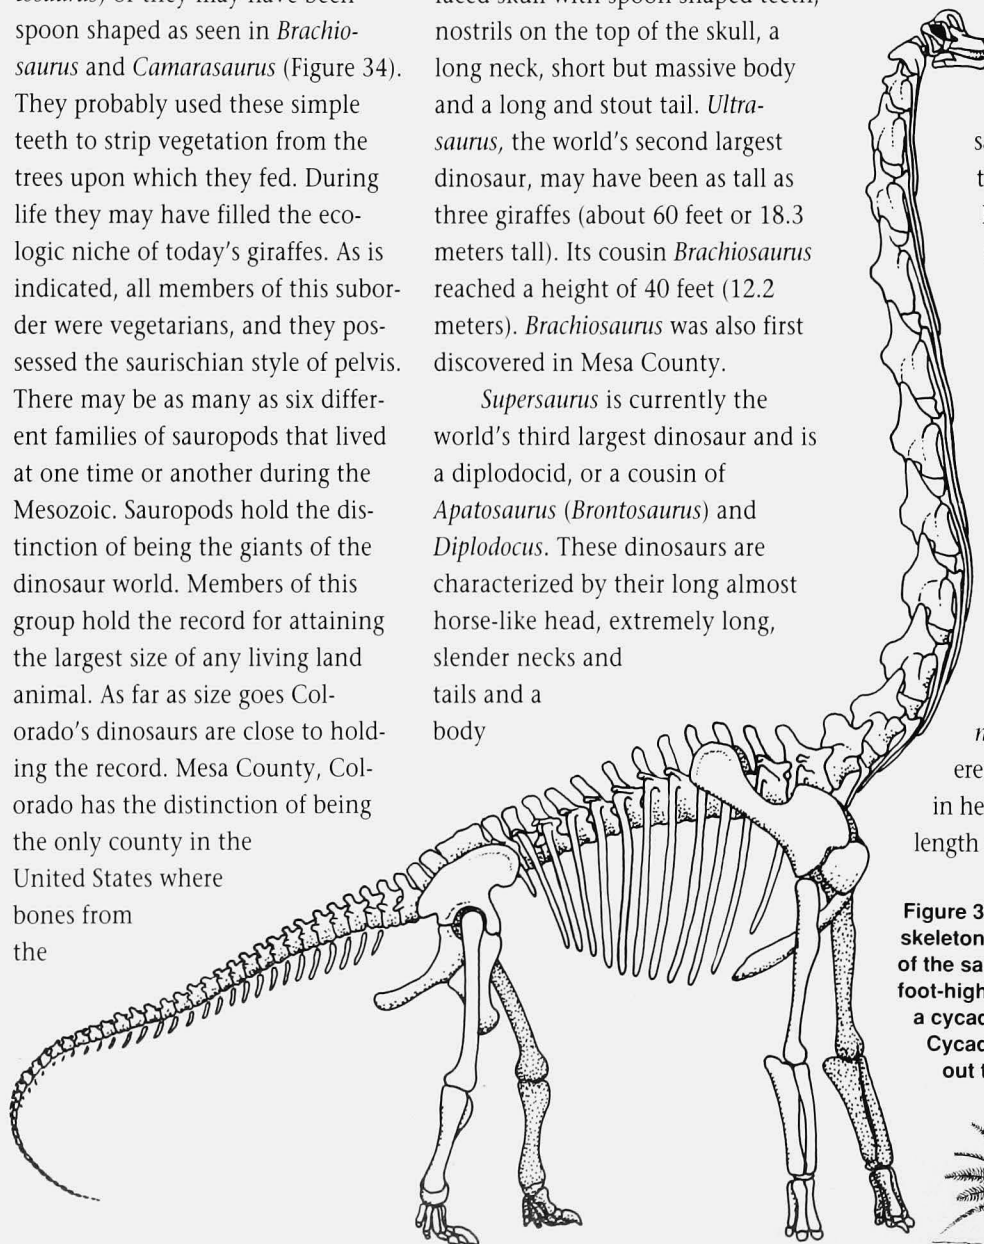 spoon shaped as seen in Brachio-
saurus and Camarasaurus (Figure 34).
They probably used these simple
teeth to strip vegetation from the
trees upon which they fed. During
life they may have filled the eco-
logic niche of today's giraffes. As is
indicated, all members of this subor-
der were vegetarians, and they pos-
sessed the saurischian style of pelvis.
There may be as many as six differ-
ent families of sauropods that lived
at one time or another during the
Mesozoic. Sauropods hold the dis-
tinction of being the giants of the
dinosaur world. Members of this
group hold the record for attaining
the largest size of any living land
animal. As far as size goes Col-
orado's dinosaurs are close to hold-
ing the record. Mesa County, Col-
orado has the distinction of being
the only county in the
United States where
bones from
the
nostrils on the top of the skull, a
long neck, short but massive body
and a long and stout tail. Ultra-
saurus, the world's second largest
dinosaur, may have been as tall as
three giraffes (about 60 feet or 18.3
meters tall). Its cousin Brachiosaurus
reached a height of 40 feet (12.2
meters). Brachiosaurus was also first
discovered in Mesa County.
Supersaurus is currently the
world's third largest dinosaur and is
a diplodocid, or a cousin of
Apatosaurus (Brontosaurus) and
Diplodocus. These dinosaurs are
characterized by their long almost
horse-like head, extremely long,
slender necks and
tails and a
body
ere
in he
length
Figure 3
skeleton
of the sa
foot-high
a cycad
Cycad
out t